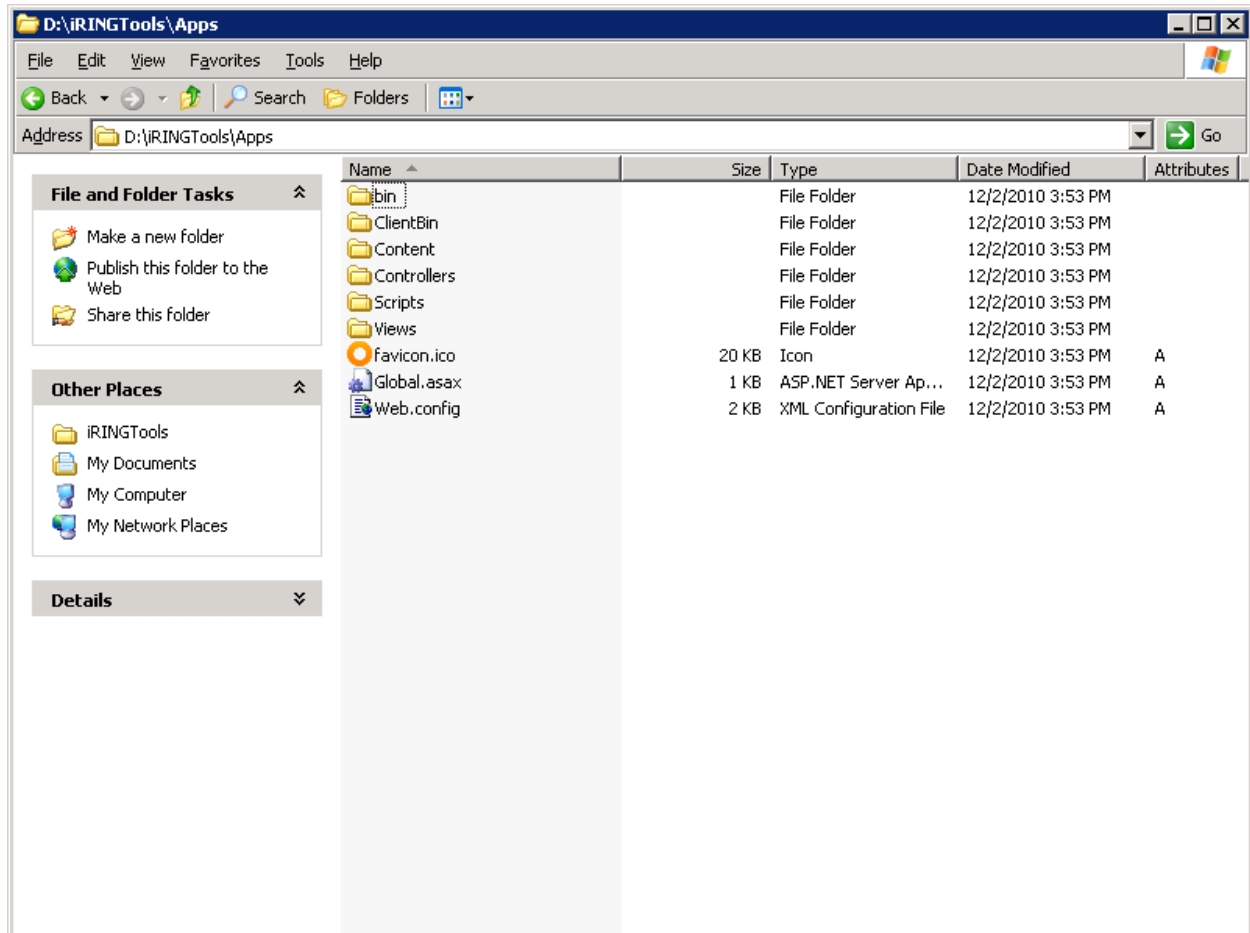 D:\iRINGTools\Apps
File Edit View Favorites Tools Help
Back Search Folders
Address D:\iRINGTools\Apps Go
File and Folder Tasks
Make a new folder
Publish this folder to the
Web
Share this folder
Other Places
iRINGTools
My Documents
My Computer
My Network Places
Details
Name Size Type Date Modified Attributes
bin File Folder 12/2/2010 3:53 PM
ClientBin File Folder 12/2/2010 3:53 PM
Content File Folder 12/2/2010 3:53 PM
Controllers File Folder 12/2/2010 3:53 PM
Scripts File Folder 12/2/2010 3:53 PM
Views File Folder 12/2/2010 3:53 PM
favicon.ico 20 KB Icon 12/2/2010 3:53 PM A
Global.asax 1 KB ASP.NET Server Ap... 12/2/2010 3:53 PM A
Web.config 2 KB XML Configuration File 12/2/2010 3:53 PM A